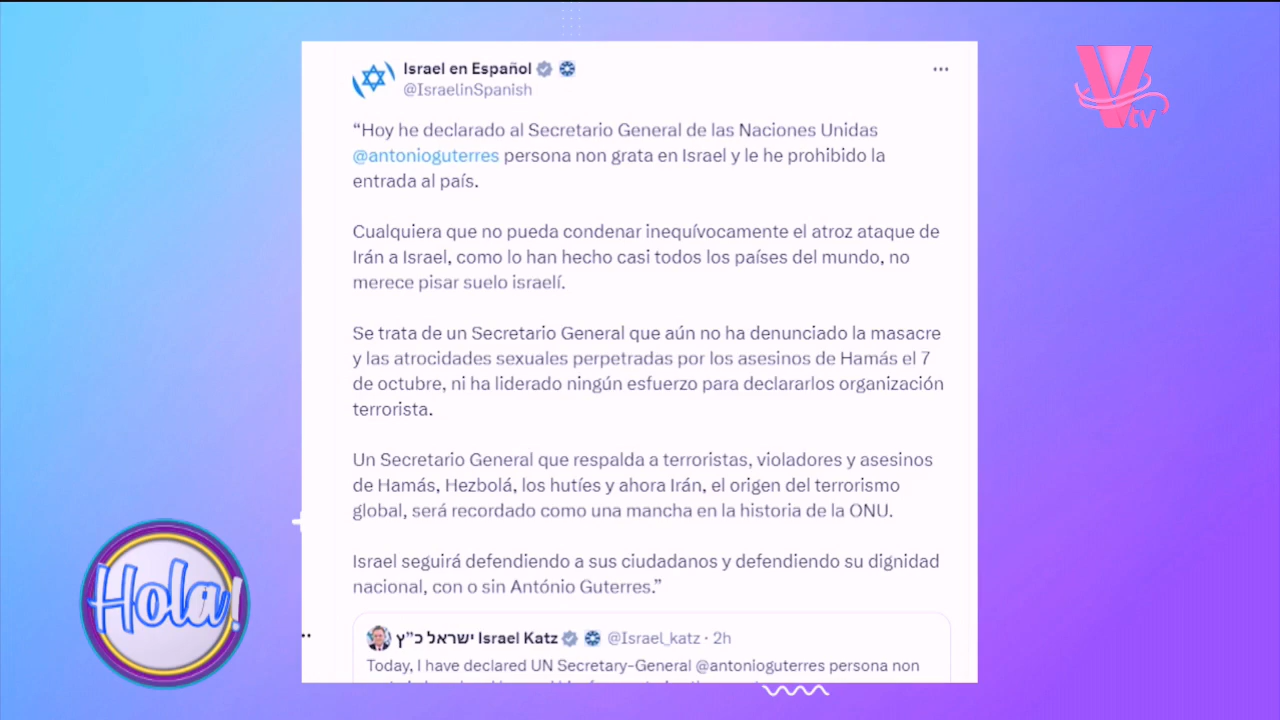 Israel en Español
@IsraelinSpanish
“Hoy he declarado al Secretario General de las Naciones Unidas
@antonioguterres persona non grata en Israel y le he prohibido la
entrada al país.
Cualquiera que no pueda condenar inequívocamente el atroz ataque de
Irán a Israel, como lo han hecho casi todos los países del mundo, no
merece pisar suelo israelí.
Se trata de un Secretario General que aún no ha denunciado la masacre
y las atrocidades sexuales perpetradas por los asesinos de Hamás el 7
de octubre, ni ha liderado ningún esfuerzo para declararlos organización
terrorista.
Un Secretario General que respalda a terroristas, violadores y asesinos
de Hamás, Hezbolá, los hutíes y ahora Irán, el origen del terrorismo
global, será recordado como una mancha en la historia de la ONU.
Israel seguirá defendiendo a sus ciudadanos y defendiendo su dignidad
nacional, con o sin António Guterres.”
ישראל כ”ץ Israel Katz @Israel_katz · 2h
Today, I have declared UN Secretary-General @antonioguterres persona non
Vtv
Hola!